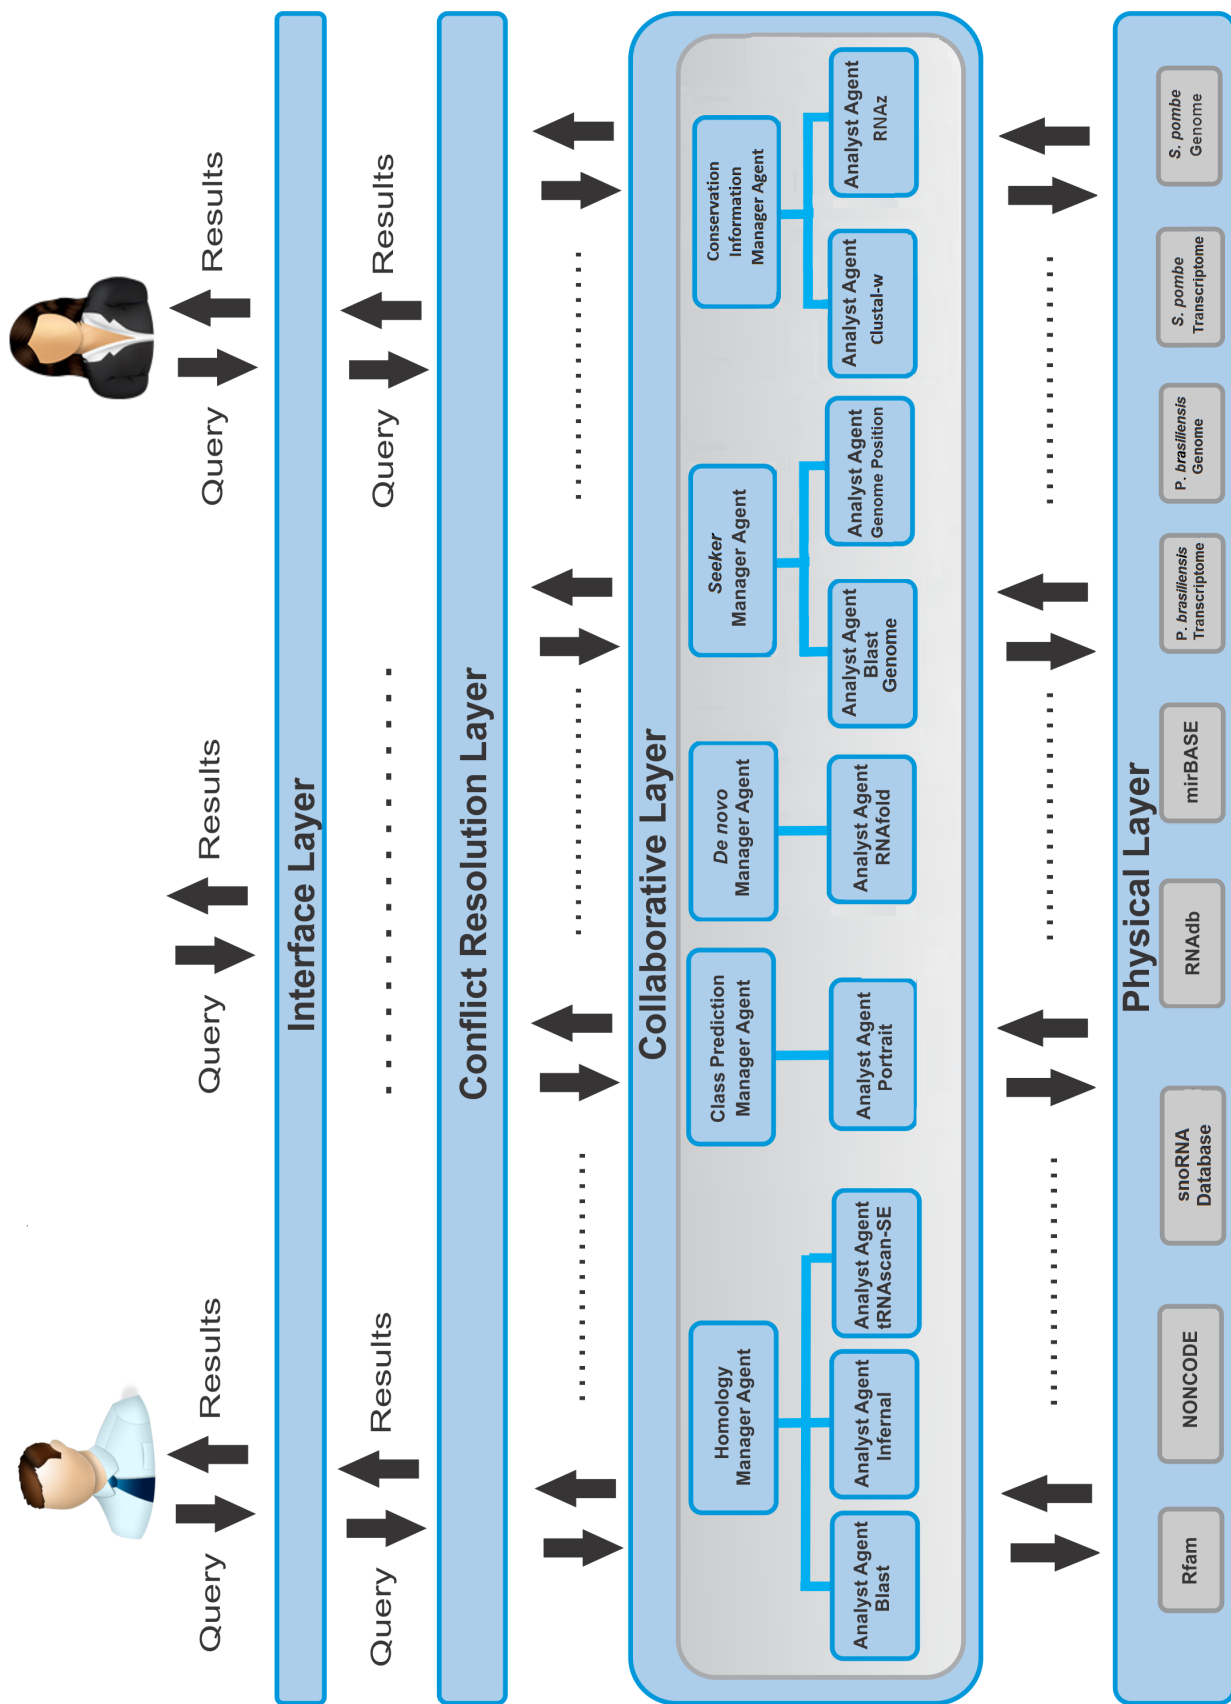 Query
Results
Query
Results
Query
Results
Interface Layer
Query
Results
Query
Results
Conflict Resolution Layer
Collaborative Layer
Homology
Manager Agent
Class Prediction
Manager Agent
De novo
Manager Agent
Seeker
Manager Agent
Conservation
Information
Manager Agent
Analyst Agent
Blast
Analyst Agent
Infernal
Analyst Agent
tRNAscan-SE
Analyst Agent
Portrait
Analyst Agent
RNAfold
Analyst Agent
Blast
Genome
Analyst Agent
Genome Position
Analyst Agent
Clustal-w
Analyst Agent
RNAz
Physical Layer
Rfam
NONCODE
snoRNA
Database
RNAdb
mirBASE
P. brasiliensis
Transcriptome
P. brasiliensis
Genome
S. pombe
Transcriptome
S. pombe
Genome